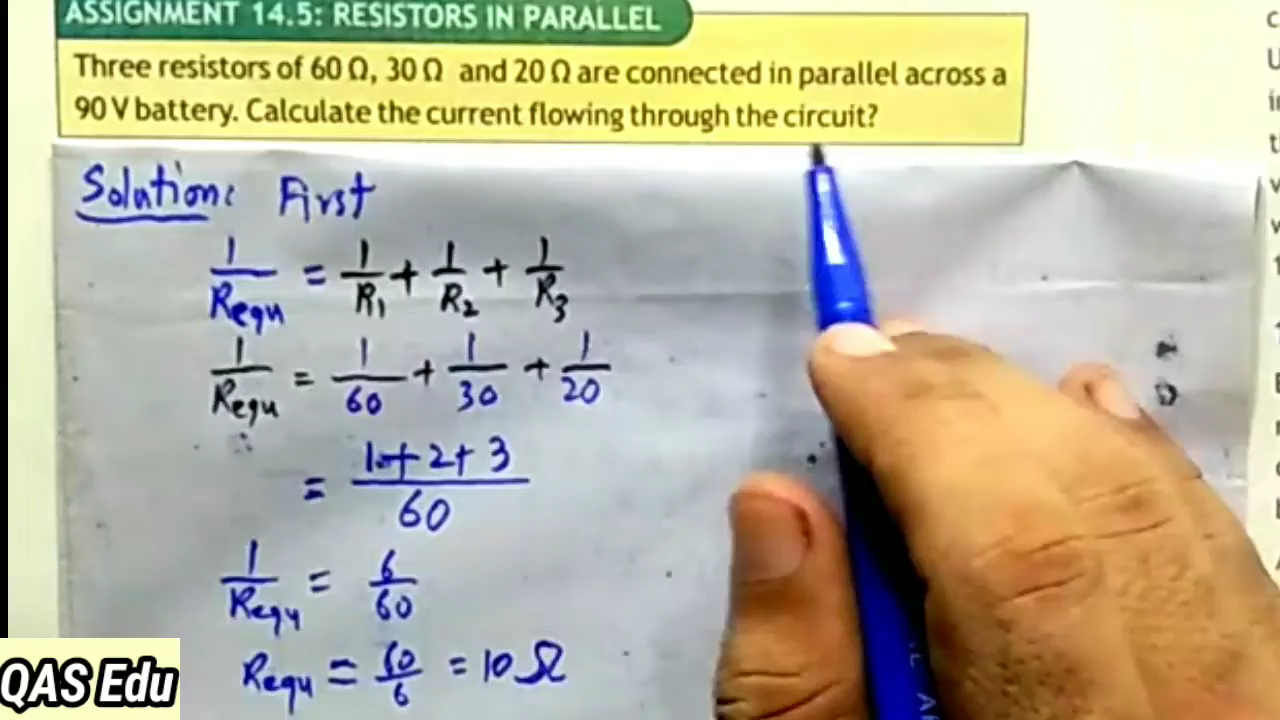 ASSIGNMENT 14.5: RESISTORS IN PARALLEL
Three resistors of 60 Ω, 30 Ω and 20 Ω are connected in parallel across a
90 V battery. Calculate the current flowing through the circuit?
Solution: First
1/Requ = 1/R₁ + 1/R₂ + 1/R₃
1/Requ = 1/60 + 1/30 + 1/20
= 1+2+3/60
1/Requ = 6/60
Requ = 60/6 = 10 Ω
QAS Edu